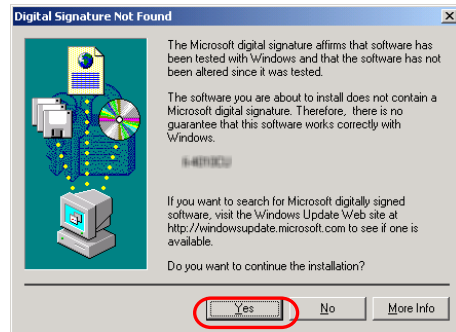 Digital Signature Not Found
The Microsoft digital signature affirms that software has
been tested with Windows and that the software has not
been altered since it was tested.
The software you are about to install does not contain a
Microsoft digital signature. Therefore, there is no
guarantee that this software works correctly with
Windows.
If you want to search for Microsoft digitally signed
software, visit the Windows Update Web site at
http://windowsupdate.microsoft.com to see if one is
available.
Do you want to continue the installation?
Yes No More Info